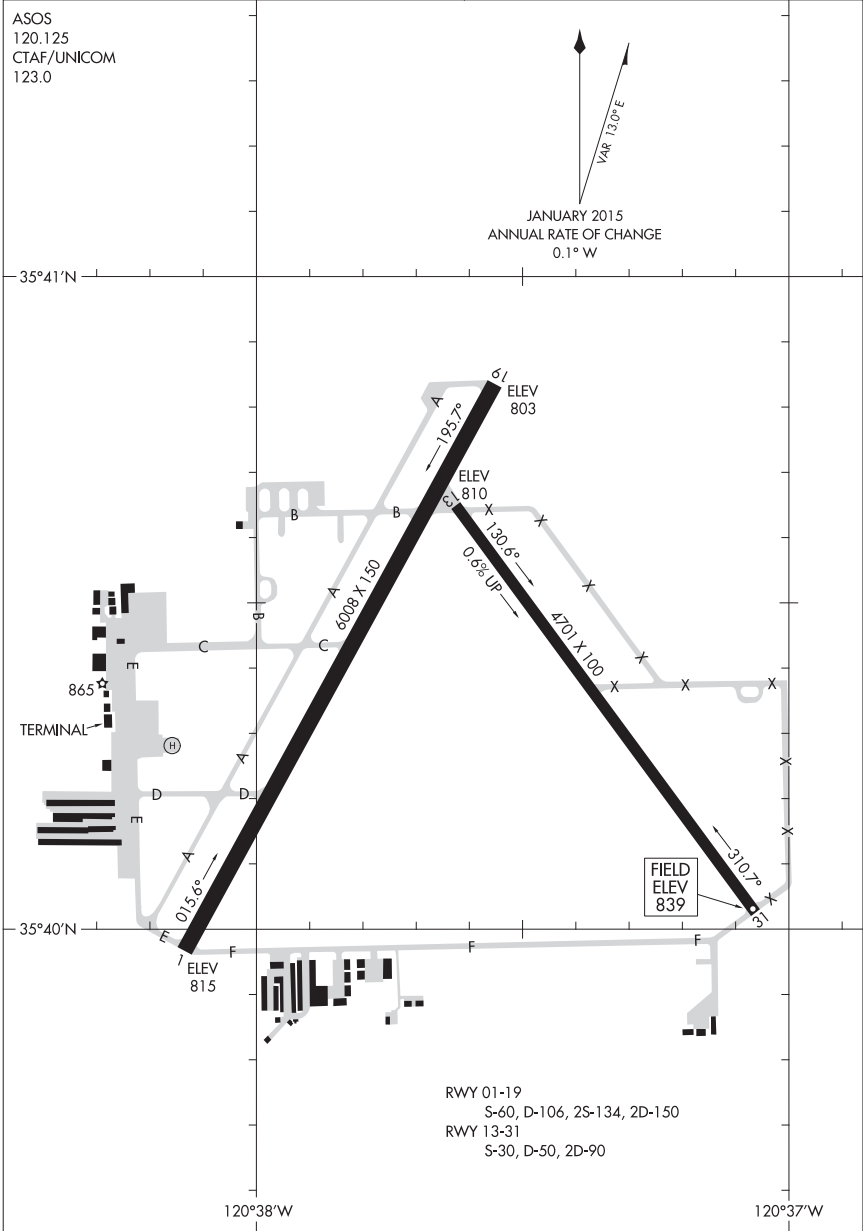 ASOS
120.125
CTAF/UNICOM
123.0
VAR 13.0° E
JANUARY 2015
ANNUAL RATE OF CHANGE
0.1° W
35°41'N
19
ELEV
803
A
195.7°
ELEV
810
13
B
B
X
X
130.6°
0.6% UP
6008 X 150
A
X
4701 X 100
B
C
C
X
E
865
X
X
X
TERMINAL
H
A
X
D
D
E
X
A
015.6°
310.7°
FIELD
ELEV
839
X
31
35°40'N
E
F
F
F
1
ELEV
815
RWY 01-19
S-60, D-106, 2S-134, 2D-150
RWY 13-31
S-30, D-50, 2D-90
120°38'W
120°37'W